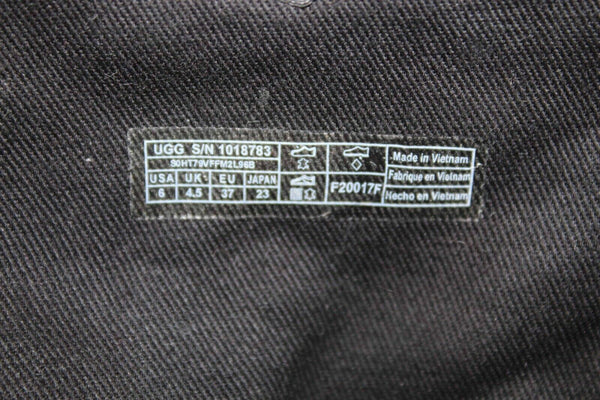 UGG S/N 1018783
S0HT79VFFM2L96B
USA UK EU JAPAN
6 4.5 37 23
F20017F
Made in Vietnam
Fabrique en Vietnam
Hecho en Vietnam